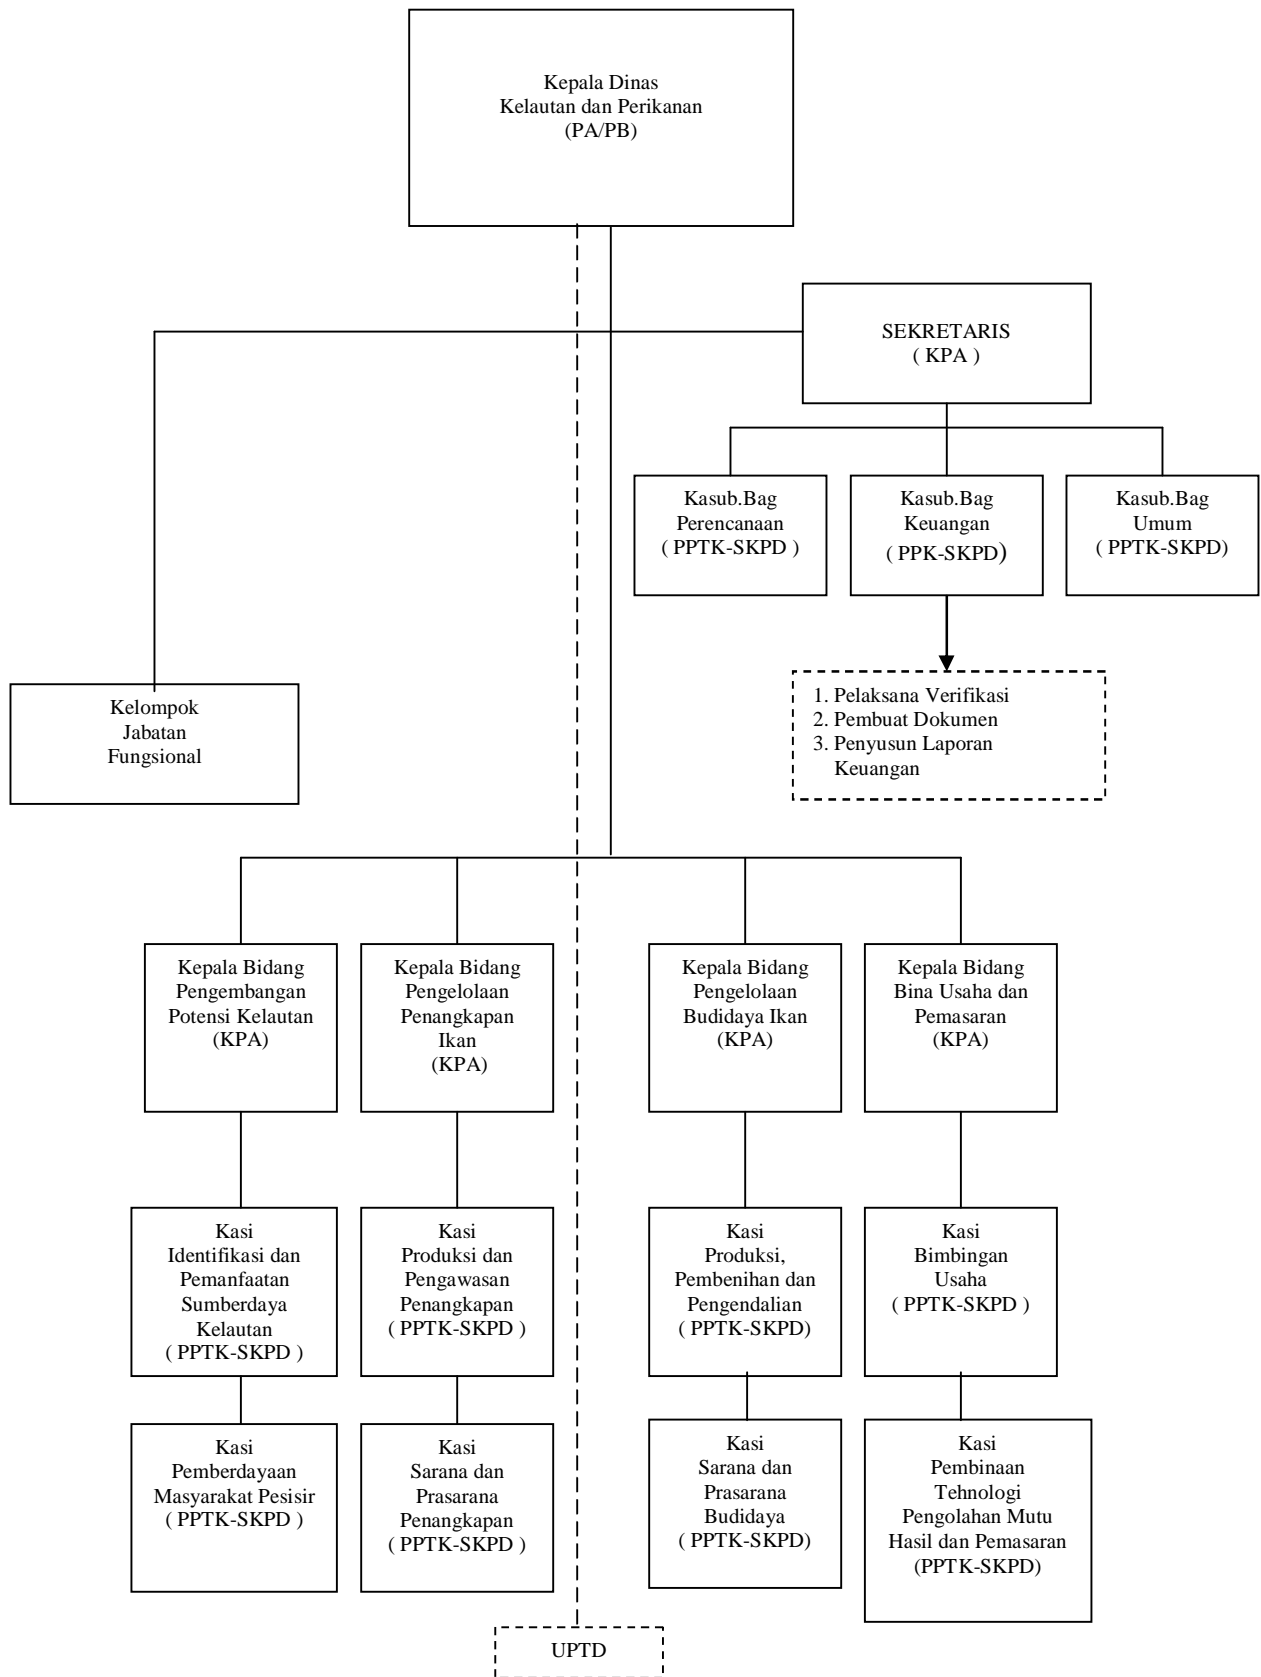 Kepala Dinas
Kelautan dan Perikanan
(PA/PB)
SEKRETARIS
( KPA )
Kasub.Bag
Perencanaan
( PPTK-SKPD )
Kasub.Bag
Keuangan
( PPK-SKPD)
Kasub.Bag
Umum
( PPTK-SKPD)
Kelompok
Jabatan
Fungsional
1. Pelaksana Verifikasi
2. Pembuat Dokumen
3. Penyusun Laporan
Keuangan
Kepala Bidang
Pengembangan
Potensi Kelautan
(KPA)
Kepala Bidang
Pengelolaan
Penangkapan
Ikan
(KPA)
Kepala Bidang
Pengelolaan
Budidaya Ikan
(KPA)
Kepala Bidang
Bina Usaha dan
Pemasaran
(KPA)
Kasi
Identifikasi dan
Pemanfaatan
Sumberdaya
Kelautan
( PPTK-SKPD )
Kasi
Produksi dan
Pengawasan
Penangkapan
( PPTK-SKPD )
Kasi
Produksi,
Pembenihan dan
Pengendalian
( PPTK-SKPD)
Kasi
Bimbingan
Usaha
( PPTK-SKPD )
Kasi
Pemberdayaan
Masyarakat Pesisir
( PPTK-SKPD )
Kasi
Sarana dan
Prasarana
Penangkapan
( PPTK-SKPD )
Kasi
Sarana dan
Prasarana
Budidaya
( PPTK-SKPD)
Kasi
Pembinaan
Tehnologi
Pengolahan Mutu
Hasil dan Pemasaran
(PPTK-SKPD)
UPTD